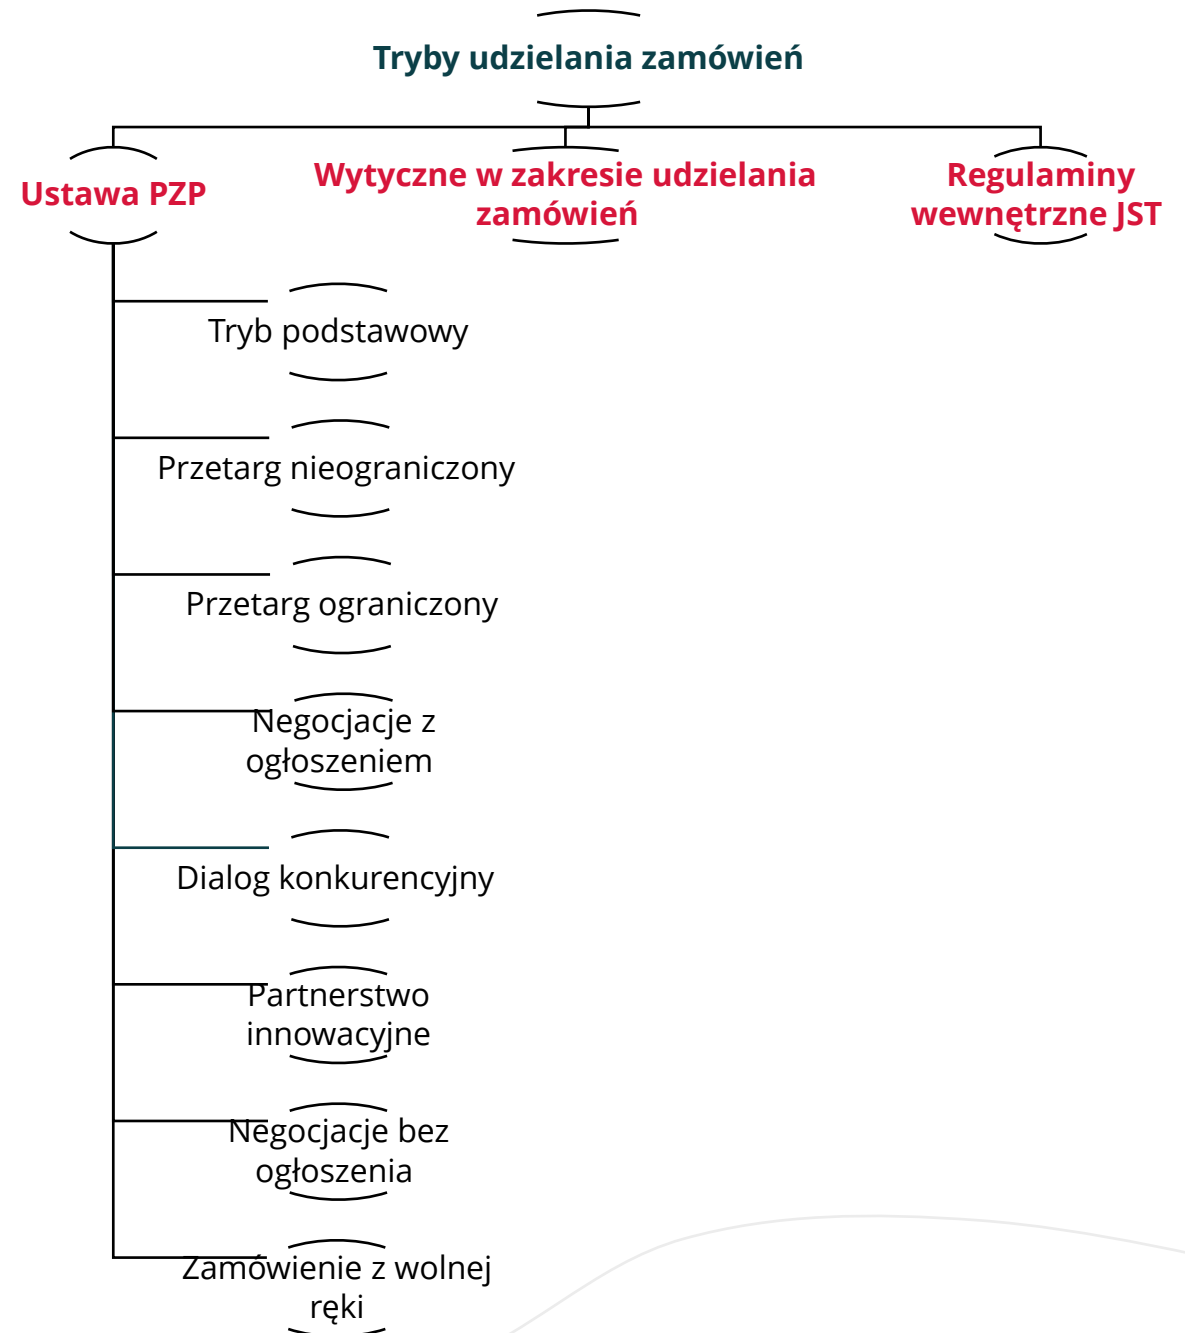 Tryby udzielania zamówień
Ustawa PZP
Wytyczne w zakresie udzielania
zamówień
Regulaminy
wewnętrzne JST
Tryb podstawowy
Przetarg nieograniczony
Przetarg ograniczony
Negocjacje z
ogłoszeniem
Dialog konkurencyjny
Partnerstwo
innowacyjne
Negocjacje bez
ogłoszenia
Zamówienie z wolnej
ręki